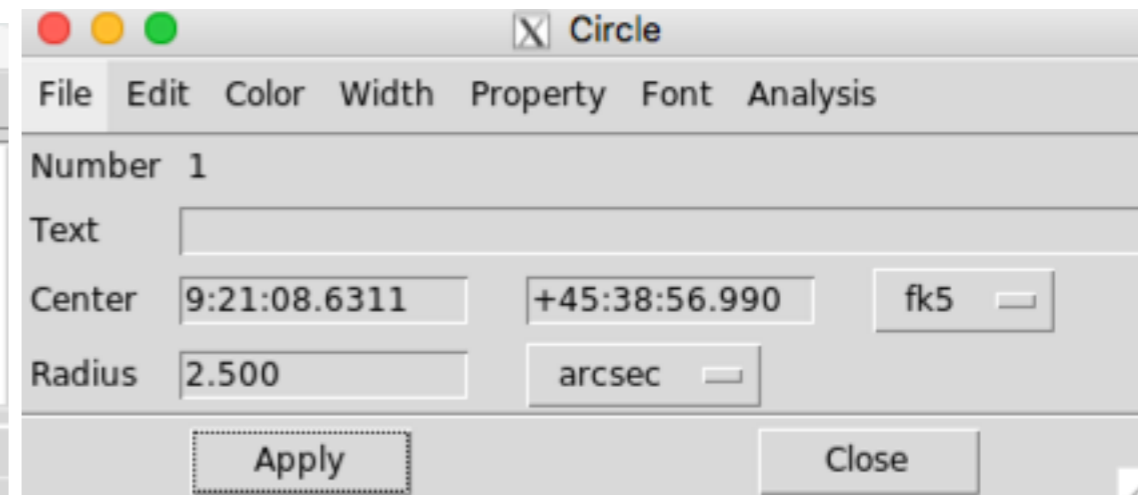 Circle
File Edit Color Width Property Font Analysis
Number 1
Text
Center 9:21:08.6311 +45:38:56.990 fk5
Radius 2.500 arcsec
Apply Close